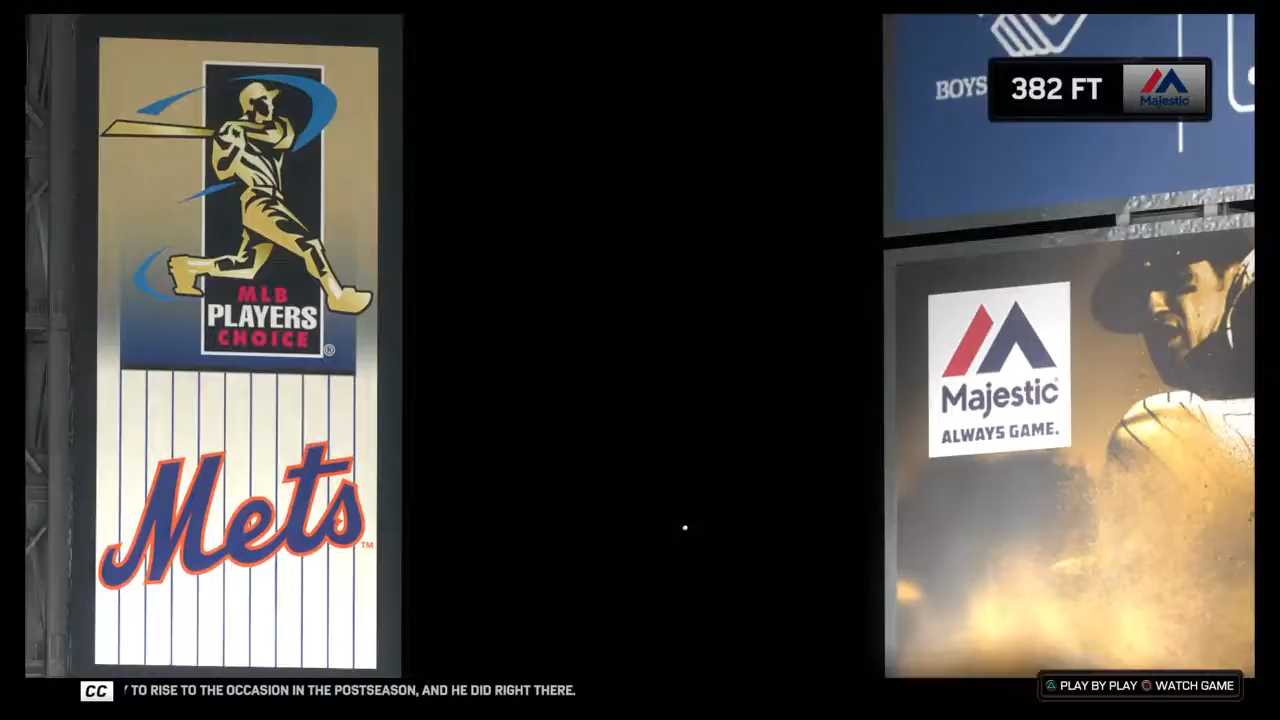 MLB
PLAYERS
CHOICE
®
Mets
TM
BOYS
382 FT
Majestic
Majestic
ALWAYS GAME.
CC
TO RISE TO THE OCCASION IN THE POSTSEASON, AND HE DID RIGHT THERE.
PLAY BY PLAY
WATCH GAME